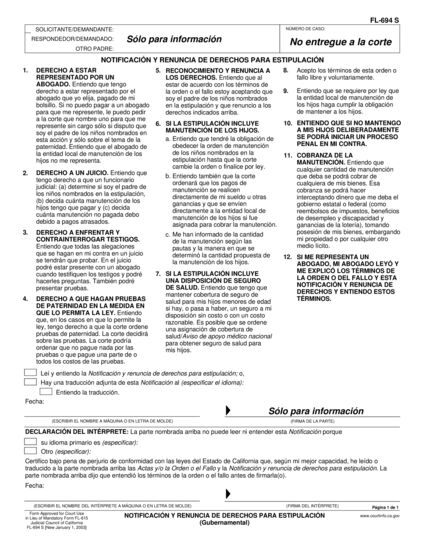 FL-694 S
SOLICITANTE/DEMANDANTE:
RESPONDEDOR/DEMANDADO:
OTRO PADRE:
Sólo para información
NÚMERO DE CASO:
No entregue a la corte
NOTIFICACIÓN Y RENUNCIA DE DERECHOS PARA ESTIPULACIÓN
1. DERECHO A ESTAR
REPRESENTADO POR UN
ABOGADO. Entiendo que tengo
derecho a estar representado por el
abogado que yo elija, pagado de mi
bolsillo. Si no puedo pagar a un abogado
para que me represente, le puedo pedir
a la corte que nombre uno para que me
represente sin cargo sólo si disputo que
soy el padre de los niños nombrados en
esta acción y sólo sobre el tema de la
paternidad. Entiendo que el abogado de
la entidad local de manutención de los
hijos no me representa.
2. DERECHO A UN JUICIO. Entiendo que
tengo derecho a que un funcionario
judicial: (a) determine si soy el padre de
los niños nombrados en la estipulación,
(b) decida cuánta manutención de los
hijos tengo que pagar y (c) decida
cuánta manutención no pagada debo
debido a pagos atrasados.
3. DERECHO A ENFRENTAR Y
CONTRAINTERROGAR TESTIGOS.
Entiendo que todas las alegaciones
que se hagan en mi contra en un juicio
se tendrán que probar. En el juicio
podré estar presente con un abogado
cuando testifiquen los testigos y podré
hacerles preguntas. También podré
presentar pruebas.
4. DERECHO A QUE HAGAN PRUEBAS
DE PATERNIDAD EN LA MEDIDA EN
QUE LO PERMITA LA LEY. Entiendo
que, en los casos en que lo permite la
ley, tengo derecho a que la corte ordene
pruebas de paternidad. La corte decidirá
sobre las pruebas. La corte podría
ordenar que no pague nada por las
pruebas o que pague una parte de o
todos los costos de las pruebas.
5. RECONOCIMIENTO Y RENUNCIA A
LOS DERECHOS. Entiendo que al
estar de acuerdo con los términos de
la orden o el fallo estoy aceptando que
soy el padre de los niños nombrados
en la estipulación y que renuncio a los
derechos indicados arriba.
6. SI LA ESTIPULACIÓN INCLUYE
MANUTENCIÓN DE LOS HIJOS.
a. Entiendo que tendré la obligación de
obedecer la orden de manutención
de los niños nombrados en la
estipulación hasta que la corte
cambie la orden o finalice por ley.
b. Entiendo también que la corte
ordenará que los pagos de
manutención se realicen
directamente de mi sueldo u otras
ganancias y que se envíen
directamente a la entidad local de
manutención de los hijos si fue
asignada para cobrar la manutención.
c. Me han informado de la cantidad
de la manutención según las
pautas y la manera en que se
determinó la cantidad propuesta de
la manutención de los hijos.
7. SI LA ESTIPULACIÓN INCLUYE
UNA DISPOSICIÓN DE SEGURO
DE SALUD. Entiendo que tengo que
mantener cobertura de seguro de
salud para mis hijos menores de edad
si hay, o pasa a haber, un seguro a mi
disposición sin costo o con un costo
razonable. Es posible que se ordene
una asignación de cobertura de
salud/Aviso de apoyo médico nacional
para obtener seguro de salud para
mis hijos.
8. Acepto los términos de esta orden o
fallo libre y voluntariamente.
9. Entiendo que se requiere por ley que
la entidad local de manutención de
los hijos haga cumplir la obligación
de mantener a los hijos.
10. ENTIENDO QUE SI NO MANTENGO
A MIS HIJOS DELIBERADAMENTE
SE PODRÁ INICIAR UN PROCESO
PENAL EN MI CONTRA.
11. COBRANZA DE LA
MANUTENCIÓN. Entiendo que
cualquier cantidad de manutención
que deba se podrá cobrar de
cualquiera de mis bienes. Esa
cobranza se podrá hacer
interceptando dinero que me deba el
gobierno estatal o federal (como
reembolsos de impuestos, beneficios
de desempleo y discapacidad y
ganancias de la lotería), tomando
posesión de mis bienes, embargando
mi propiedad o por cualquier otro
medio lícito.
12. SI ME REPRESENTA UN
ABOGADO, MI ABOGADO LEYÓ Y
ME EXPLICÓ LOS TÉRMINOS DE
LA ORDEN O DEL FALLO Y ESTA
NOTIFICACIÓN Y RENUNCIA DE
DERECHOS Y ENTIENDO ESTOS
TÉRMINOS.
Leí y entiendo la Notificación y renuncia de derechos para estipulación; o,
Hay una traducción adjunta de esta Notificación al (especificar el idioma):
Entiendo la traducción.
Fecha:
Sólo para información
(ESCRIBIR EL NOMBRE A MÁQUINA O EN LETRA DE MOLDE)
(FIRMA DE LA PARTE)
DECLARACIÓN DEL INTÉRPRETE: La parte nombrada arriba no puede leer ni entender esta Notificación porque
su idioma primario es (especificar):
Otro (especificar):
Certifico bajo pena de perjurio de conformidad con las leyes del Estado de California que, según mi mejor capacidad, he leído o
traducido a la parte nombrada arriba las Actas y/o la Orden o el Fallo y la Notificación y renuncia de derechos para estipulación. La
parte nombrada arriba dijo que entendió los términos de la orden o el fallo antes de firmarla(o).
Fecha:
(ESCRIBIR EL NOMBRE DEL INTÉRPRETE A MÁQUINA O EN LETRA DE MOLDE)
(FIRMA DEL INTÉRPRETE)
Página 1 de 1
Form Approved for Court Use
in Lieu of Mandatory Form FL-615
Judicial Council of California
FL-694 S [New January 1, 2003]
NOTIFICACIÓN Y RENUNCIA DE DERECHOS PARA ESTIPULACIÓN
(Gubernamental)
www.courtinfo.ca.gov